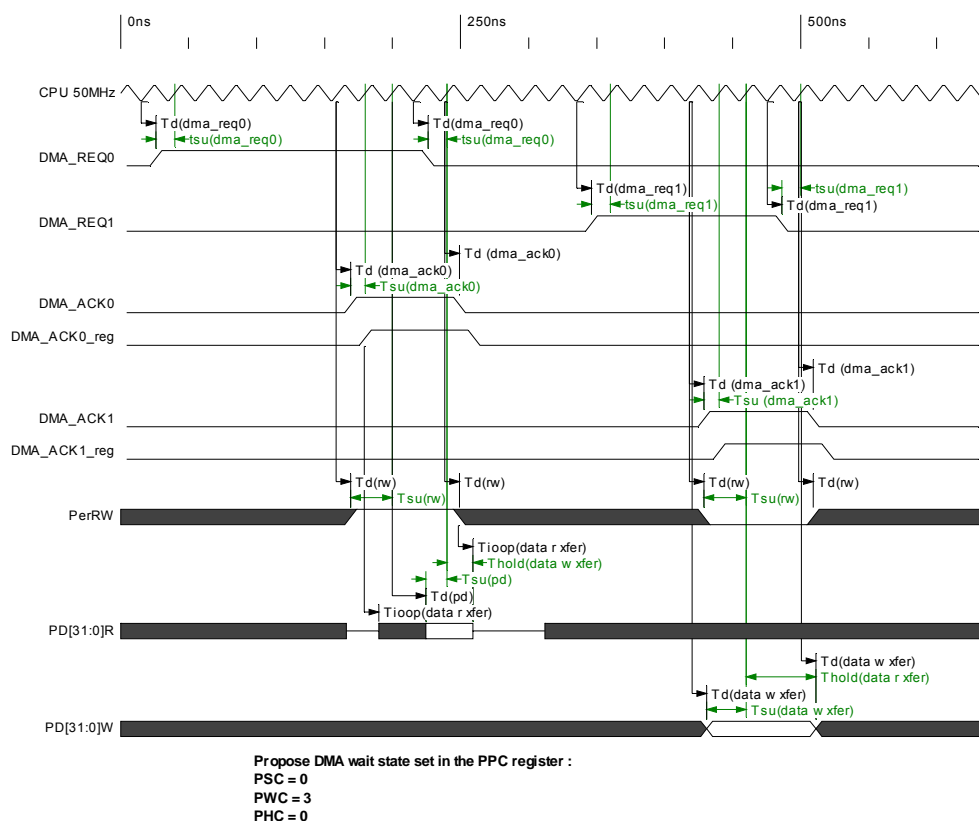 0ns 250ns 500ns
CPU 50MHz
Td(dma_req0) Td(dma_req0)
tsu(dma_req0) tsu(dma_req0)
DMA_REQ0
Td(dma_req1) tsu(dma_req1)
tsu(dma_req1) Td(dma_req1)
DMA_REQ1
Td (dma_ack0)
Td (dma_ack0)
Tsu(dma_ack0)
DMA_ACK0
DMA_ACK0_reg
Td (dma_ack1)
Td (dma_ack1)
Tsu (dma_ack1)
DMA_ACK1
DMA_ACK1_reg
Td(rw) Td(rw) Td(rw) Td(rw)
Tsu(rw) Tsu(rw)
PerRW
Tioop(data r xfer)
Thold(data w xfer)
Tsu(pd)
Td(pd)
Tioop(data r xfer)
PD[31:0]R
Td(data w xfer)
Thold(data r xfer)
Td(data w xfer)
Tsu(data w xfer)
PD[31:0]W
Propose DMA wait state set in the PPC register :
PSC = 0
PWC = 3
PHC = 0